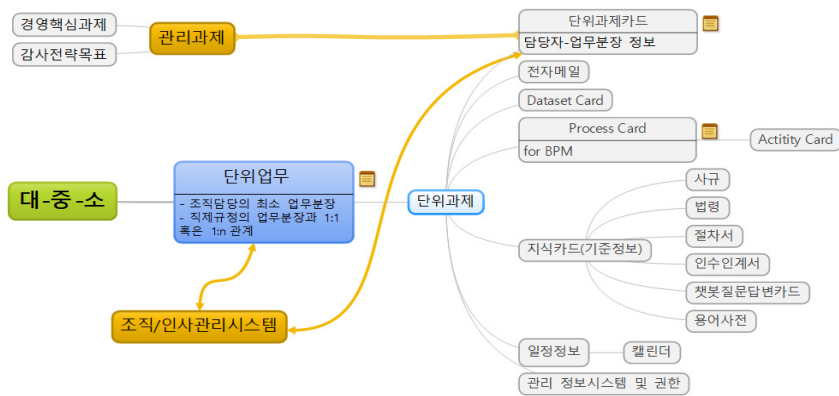 경영핵심과제
감사전략목표
관리과제
단위과제카드
담당자-업무분장 정보
전자메일
Dataset Card
Process Card
for BPM
Actitity Card
대-중-소
단위업무
- 조직담당의 최소 업무분장
- 직제규정의 업무분장과 1:1
혹은 1:n 관계
단위과제
조직/인사관리시스템
지식카드(기준정보)
사규
법령
절차서
인수인계서
챗봇질문답변카드
용어사전
일정정보
캘린더
관리 정보시스템 및 권한